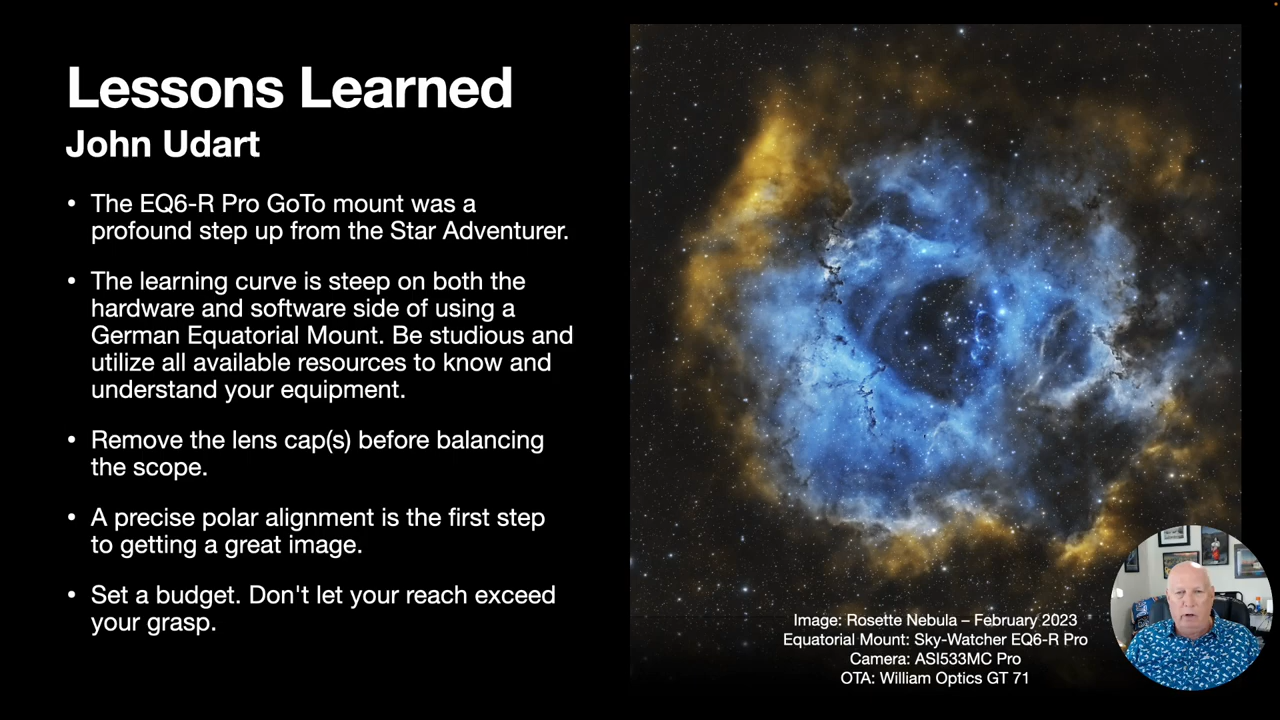 Lessons Learned
John Udart
• The EQ6-R Pro GoTo mount was a
profound step up from the Star Adventurer.
• The learning curve is steep on both the
hardware and software side of using a
German Equatorial Mount. Be studious and
utilize all available resources to know and
understand your equipment.
• Remove the lens cap(s) before balancing
the scope.
• A precise polar alignment is the first step
to getting a great image.
• Set a budget. Don't let your reach exceed
your grasp.
Image: Rosette Nebula – February 2023
Equatorial Mount: Sky-Watcher EQ6-R Pro
Camera: ASI533MC Pro
OTA: William Optics GT 71